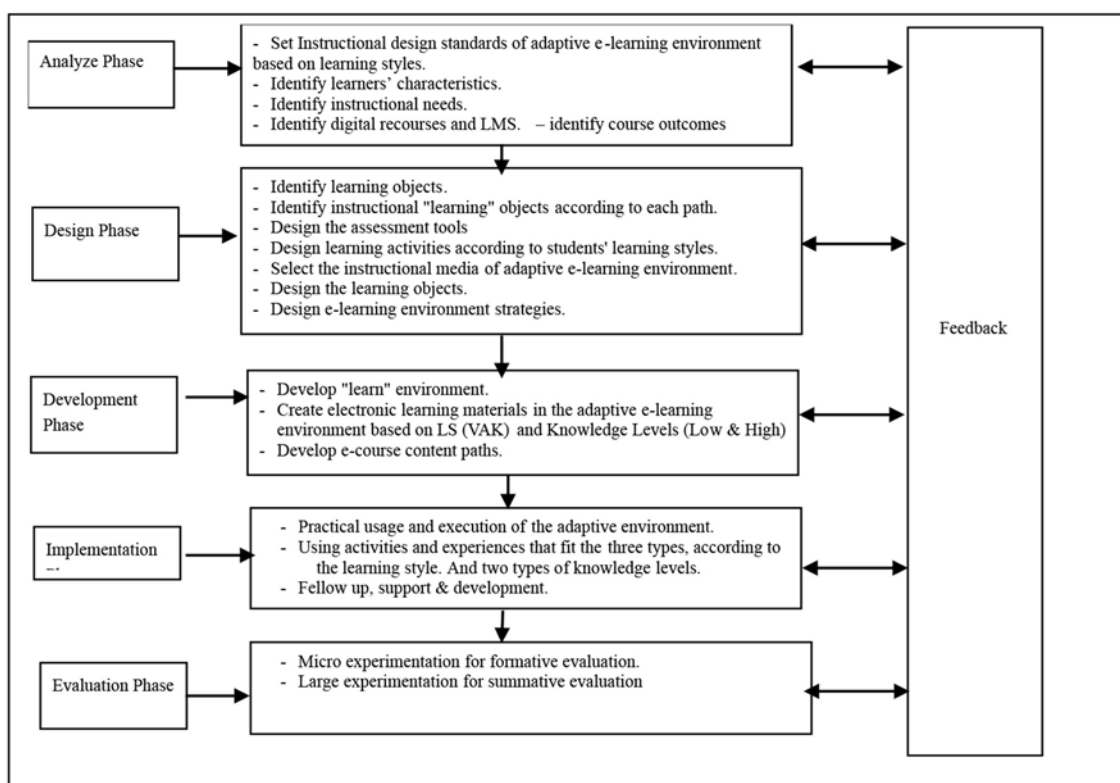 Analyze Phase
- Set Instructional design standards of adaptive e-learning environment
based on learning styles.
- Identify learners' characteristics.
- Identify instructional needs.
- Identify digital recourses and LMS. – identify course outcomes
Design Phase
- Identify learning objects.
- Identify instructional "learning" objects according to each path.
- Design the assessment tools
- Design learning activities according to students' learning styles.
- Select the instructional media of adaptive e-learning environment.
- Design the learning objects.
- Design e-learning environment strategies.
Feedback
Development
Phase
- Develop "learn" environment.
- Create electronic learning materials in the adaptive e-learning
environment based on LS (VAK) and Knowledge Levels (Low & High)
- Develop e-course content paths.
Implementation
- Practical usage and execution of the adaptive environment.
- Using activities and experiences that fit the three types, according to
the learning style. And two types of knowledge levels.
- Fellow up, support & development.
Evaluation Phase
- Micro experimentation for formative evaluation.
- Large experimentation for summative evaluation